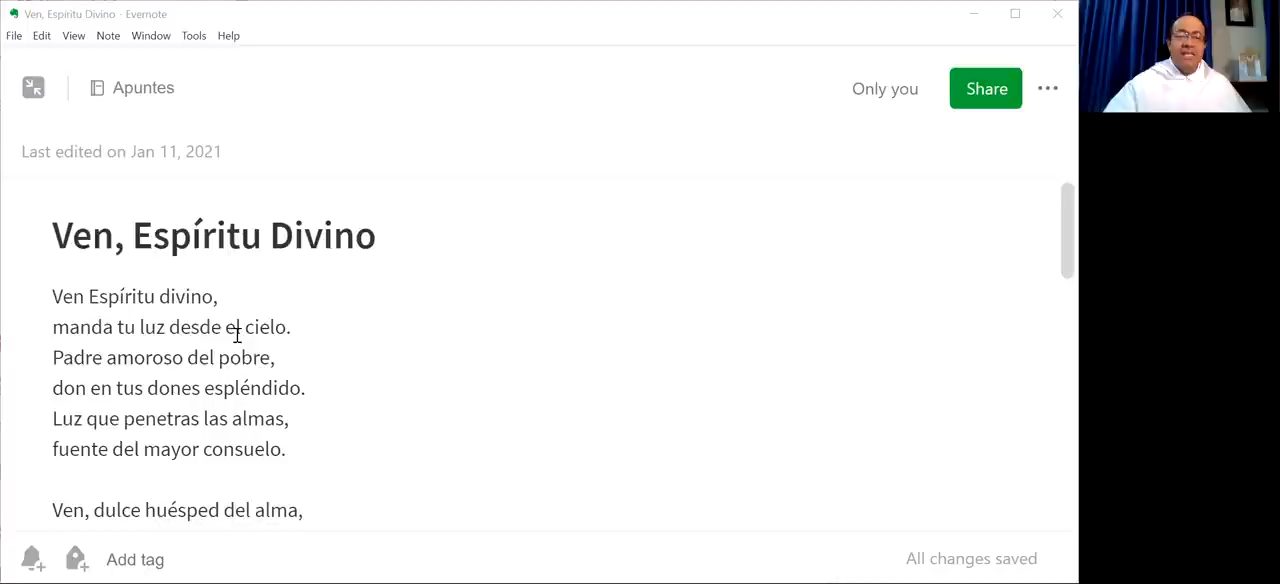 Ven, Espíritu Divino - Evernote
File Edit View Note Window Tools Help
Apuntes
Only you
Share
Last edited on Jan 11, 2021
Ven, Espíritu Divino
Ven Espíritu divino,
manda tu luz desde el cielo.
Padre amoroso del pobre,
don en tus dones espléndido.
Luz que penetras las almas,
fuente del mayor consuelo.
Ven, dulce huésped del alma,
Add tag
All changes saved